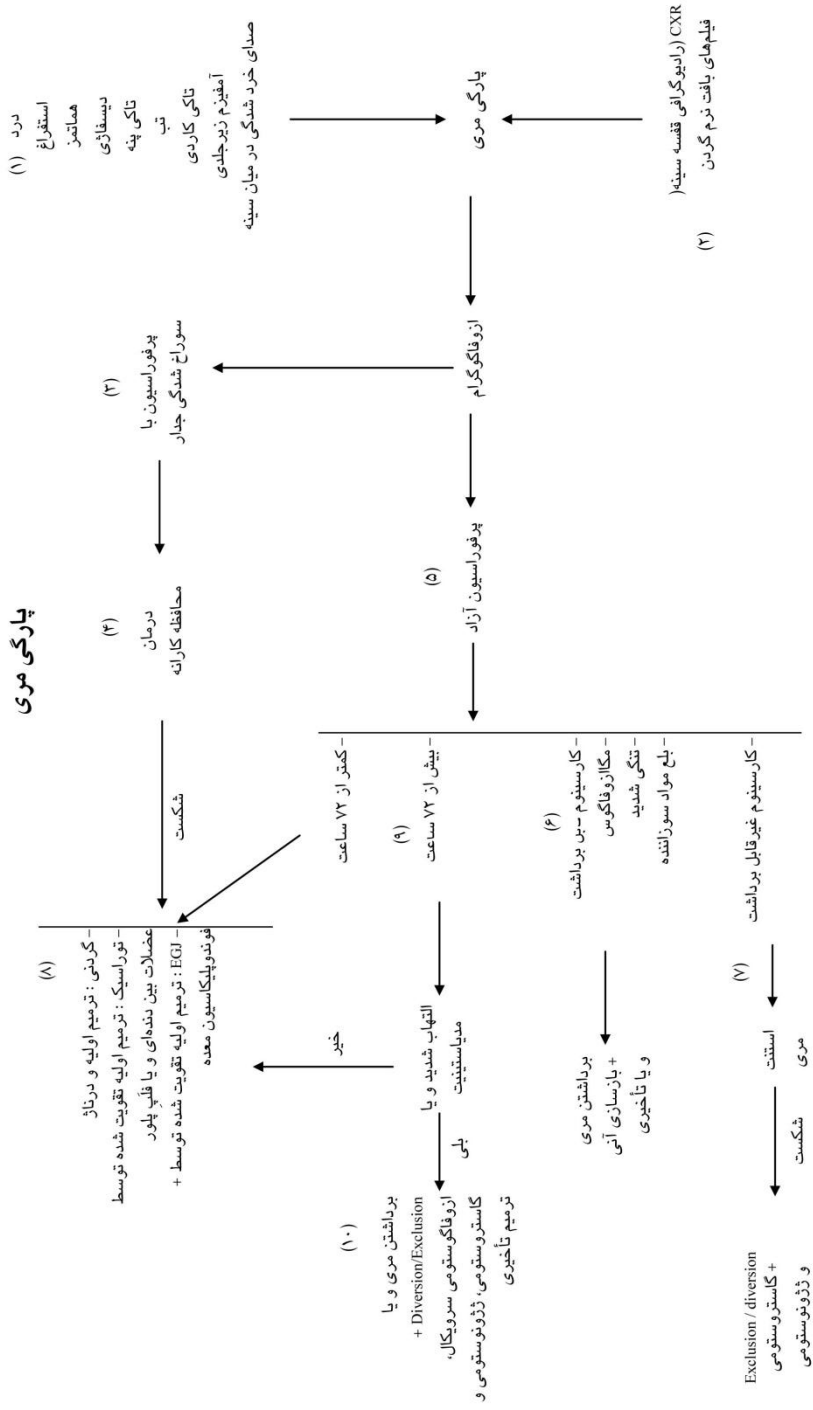 پارگی مری
(۱)
درد
استفراغ
هماتمز
دیسفاژی
تاکی پنه
تب
تاکی کاردی
آمفیزم زیرجلدی
صدای خرد شدگی در میان سینه
پارگی مری
(۲)
CXR (رادیوگرافی قفسه سینه(
فیلم‌های بافت نرم گردن
ازوفاگوگرام
(۳)
پرفوراسیون با
سوراخ شدگی جدار
(۴)
درمان
محافظه کارانه
شکست
(۵)
پرفوراسیون آزاد
– کمتر از ۷۲ ساعت
(۹)
– بیش از ۷۲ ساعت
(۶)
– کارسینوم –بل برداشت
– مگاازوفاگوس
– تنگی شدید
– بلع مواد سوزاننده
– کارسینوم غیرقابل برداشت
(۸)
– گردنی : ترمیم اولیه و درناژ
– توراسیک : ترمیم اولیه تقویت شده توسط
عضلات بین دنده‌ای و یا فلَپِ پلور
– EGJ : ترمیم اولیه تقویت شده توسط +
فوندوپلیکاسیون معده
خیر
التهاب شدید و یا
مدیاستینیت
بلی
(۱۰)
برداشتن مری و یا
+ Diversion/Exclusion
ازوفاگوستومی سرویکال،
گاستروستومی، ژژونوستومی و
ترمیم تأخیری
برداشتن مری
+ بازسازی آنی
و یا تأخیری
(۷)
استنت
مری
شکست
Exclusion / diversion
+ گاستروستومی
و ژژونوستومی